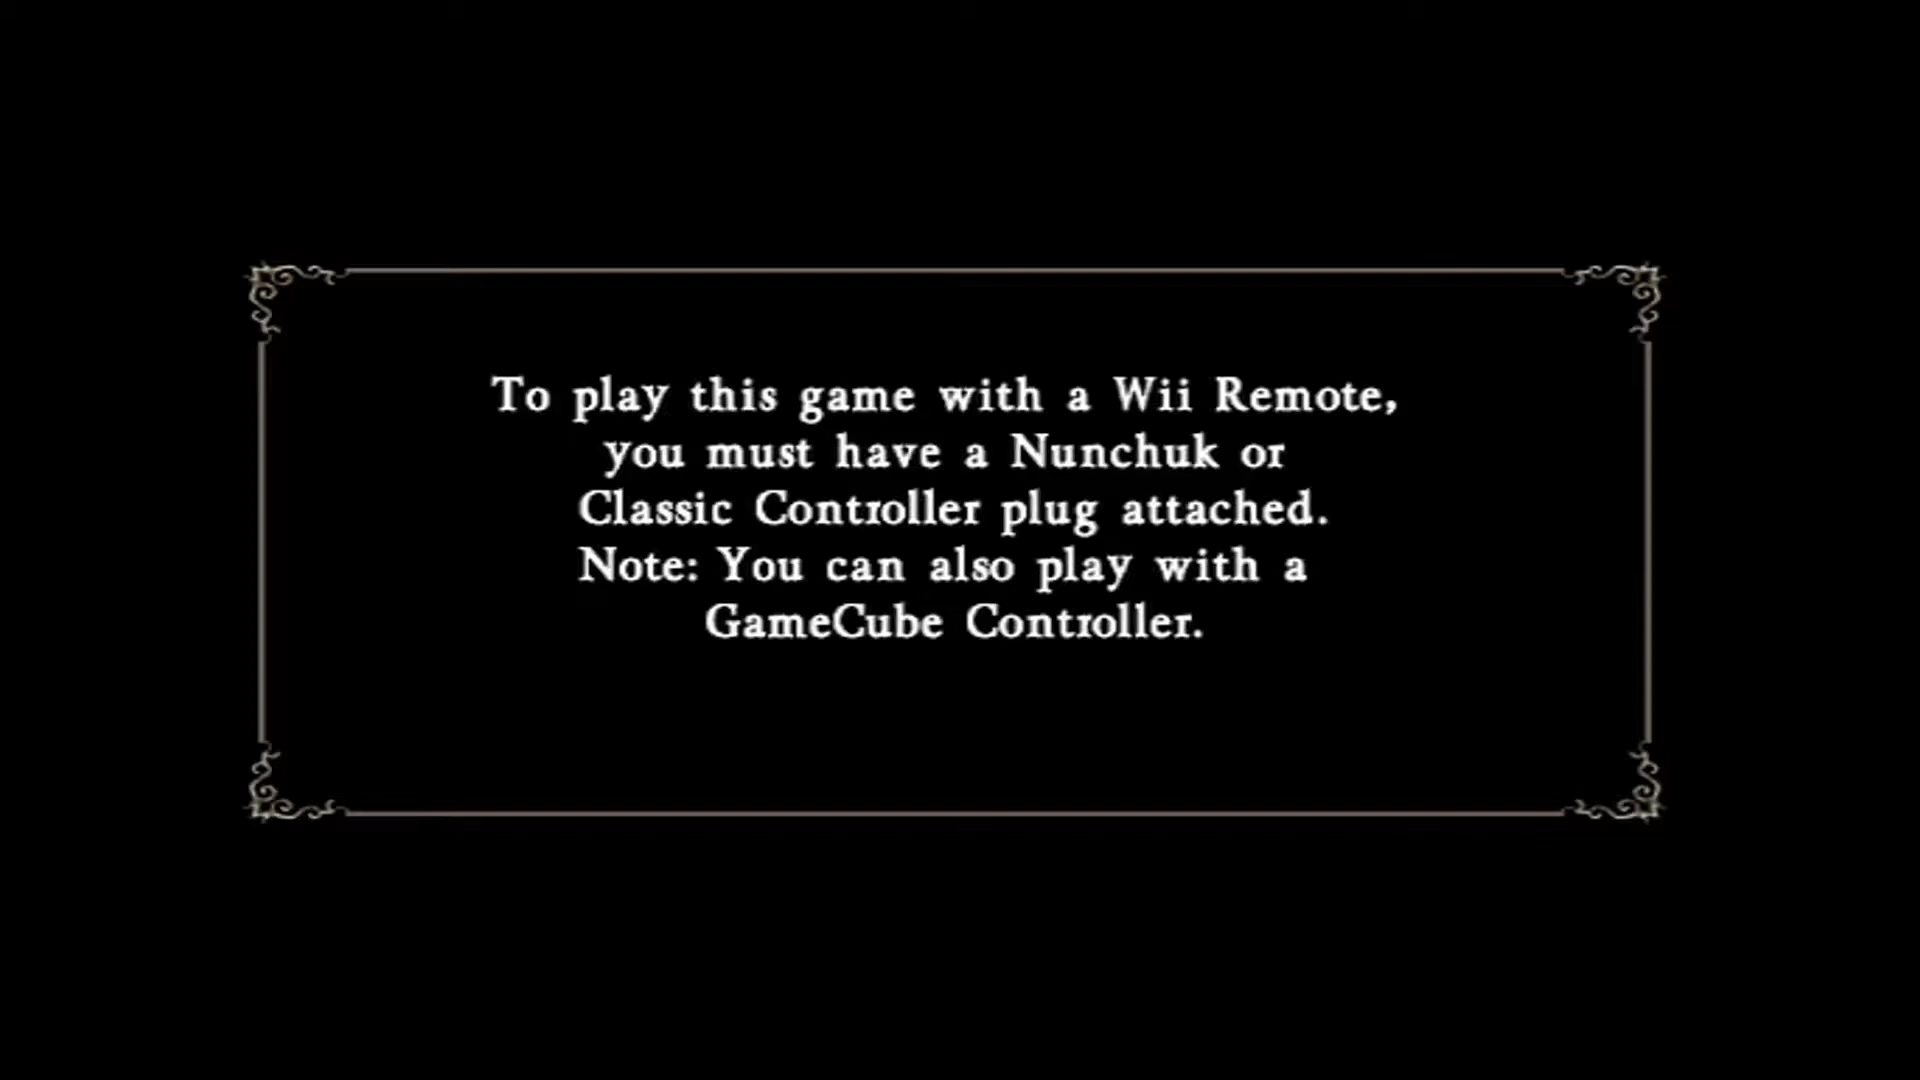 To play this game with a Wii Remote,
you must have a Nunchuk or
Classic Controller plug attached.
Note: You can also play with a
GameCube Controller.